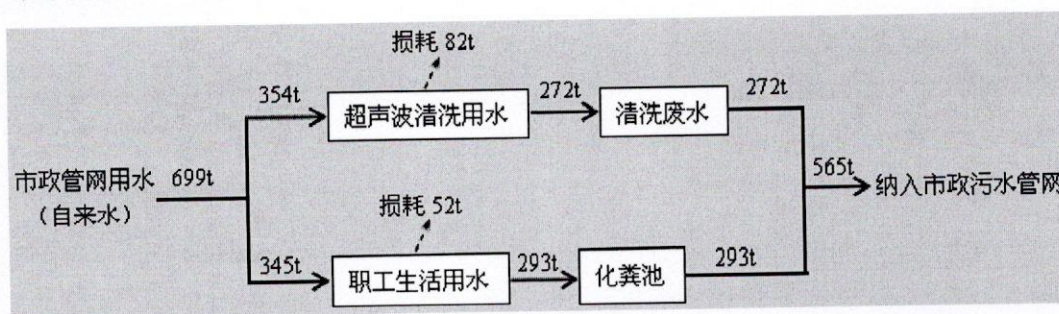 损耗 82t
354t
超声波清洗用水
272t
清洗废水
272t
市政管网用水
（自来水）
699t
565t
纳入市政污水管网
损耗 52t
345t
职工生活用水
293t
化粪池
293t